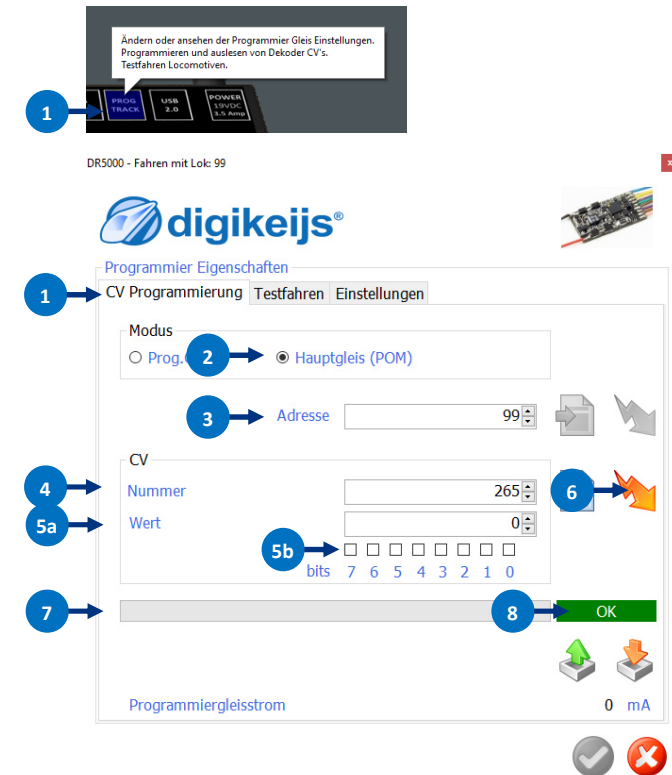 Ändern oder ansehen der Programmier Gleis Einstellungen.
Programmieren und auslesen von Dekoder CV's.
Testfahren Locomotiven.
1
PROG TRACK
USB 2.0
POWER 19VDC 3.5 Amp
DR5000 - Fahren mit Lok: 99
x
digikeijs®
Programmier Eigenschaften
1
CV Programmierung Testfahren Einstellungen
Modus
Prog. 2 Hauptgleis (POM)
3 Adresse 99
CV
4 Nummer 265 6
5a Wert 0
5b
bits 7 6 5 4 3 2 1 0
7 8 OK
Programmiergleisstrom 0 mA